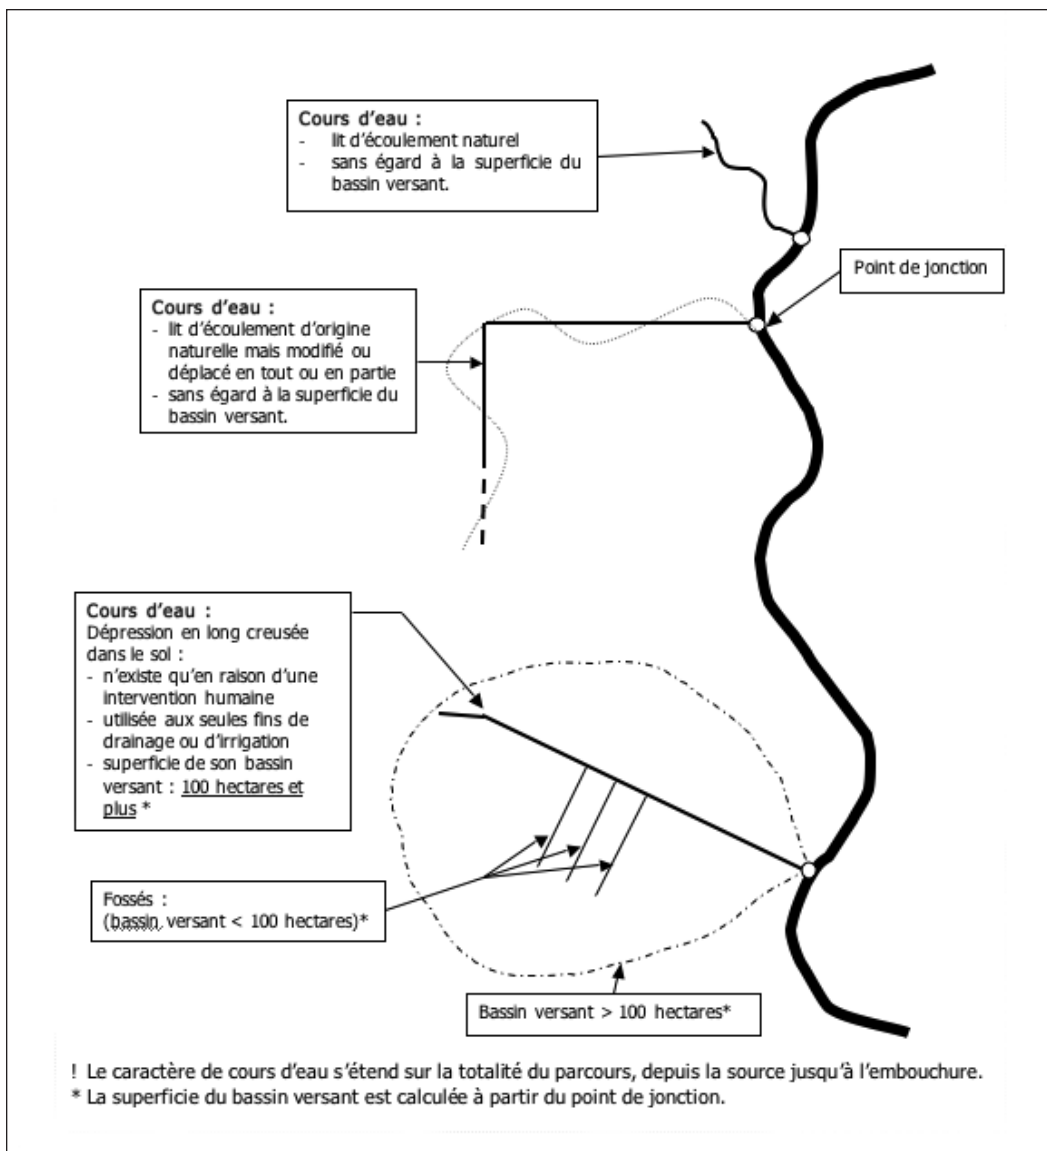 Cours d'eau :
- lit d'écoulement naturel
- sans égard à la superficie du
bassin versant.
Point de jonction
Cours d'eau :
- lit d'écoulement d'origine
naturelle mais modifié ou
déplacé en tout ou en partie
- sans égard à la superficie du
bassin versant.
Cours d'eau :
Dépression en long creusée
dans le sol :
- n'existe qu'en raison d'une
intervention humaine
- utilisée aux seules fins de
drainage ou d'irrigation
- superficie de son bassin
versant : 100 hectares et
plus *
Fossés :
(bassin versant < 100 hectares)*
Bassin versant > 100 hectares*
! Le caractère de cours d'eau s'étend sur la totalité du parcours, depuis la source jusqu'à l'embouchure.
* La superficie du bassin versant est calculée à partir du point de jonction.